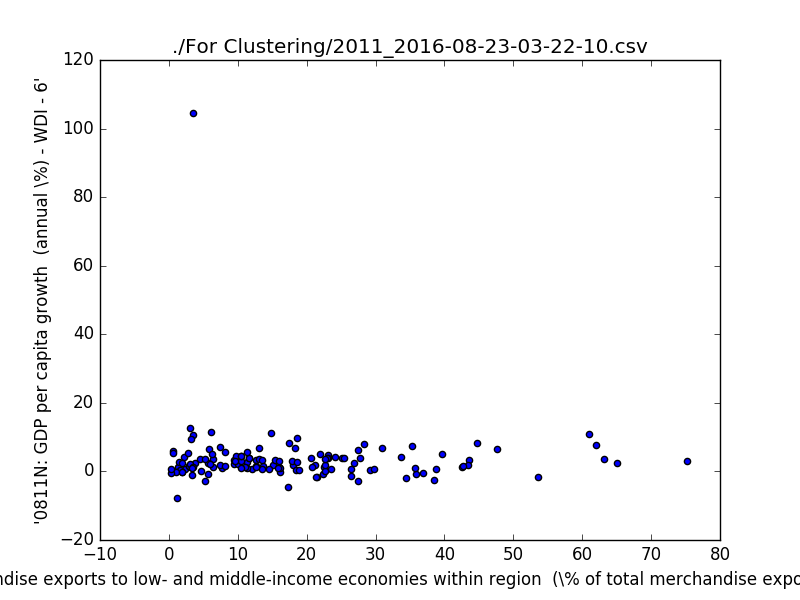 ./For Clustering/2011_2016-08-23-03-22-10.csv
120
100
80
60
40
20
0
−20
'0811N: GDP per capita growth  (annual \%) - WDI - 6'
−10 0 10 20 30 40 50 60 70 80
exports to low- and middle-income economies within region  (\% of total merchandise